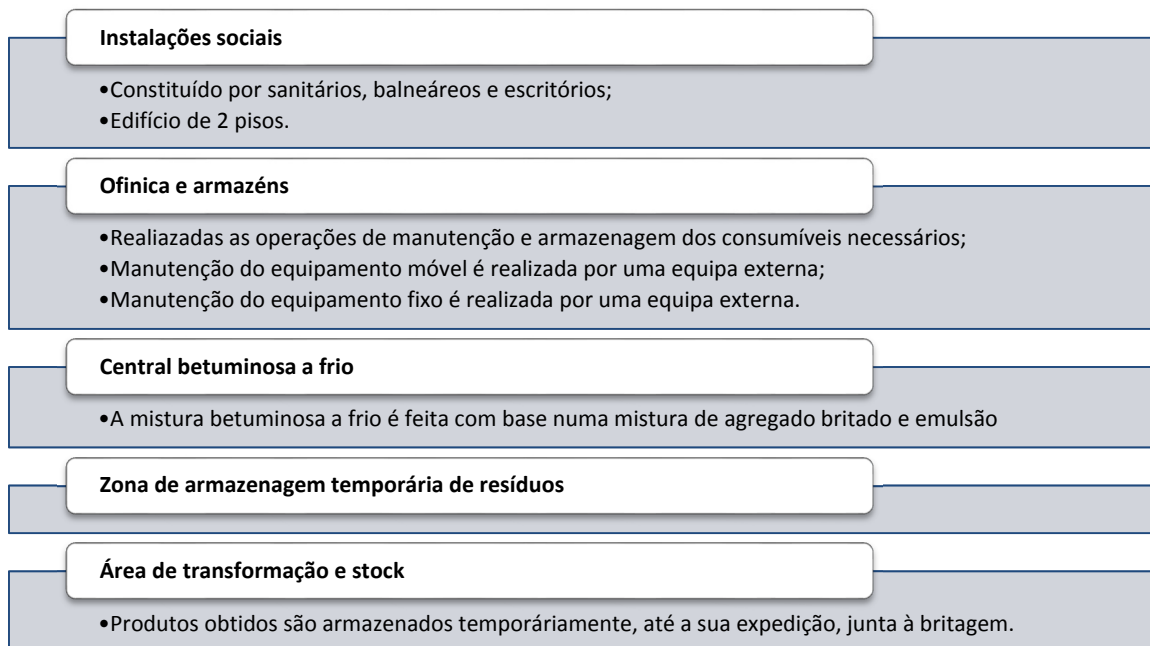 Instalações sociais
•Constituído por sanitários, balneáreos e escritórios;
•Edifício de 2 pisos.
Ofinica e armazéns
•Realiazadas as operações de manutenção e armazenagem dos consumíveis necessários;
•Manutenção do equipamento móvel é realizada por uma equipa externa;
•Manutenção do equipamento fixo é realizada por uma equipa externa.
Central betuminosa a frio
•A mistura betuminosa a frio é feita com base numa mistura de agregado britado e emulsão
Zona de armazenagem temporária de resíduos
Área de transformação e stock
•Produtos obtidos são armazenados temporáriamente, até a sua expedição, junta à britagem.